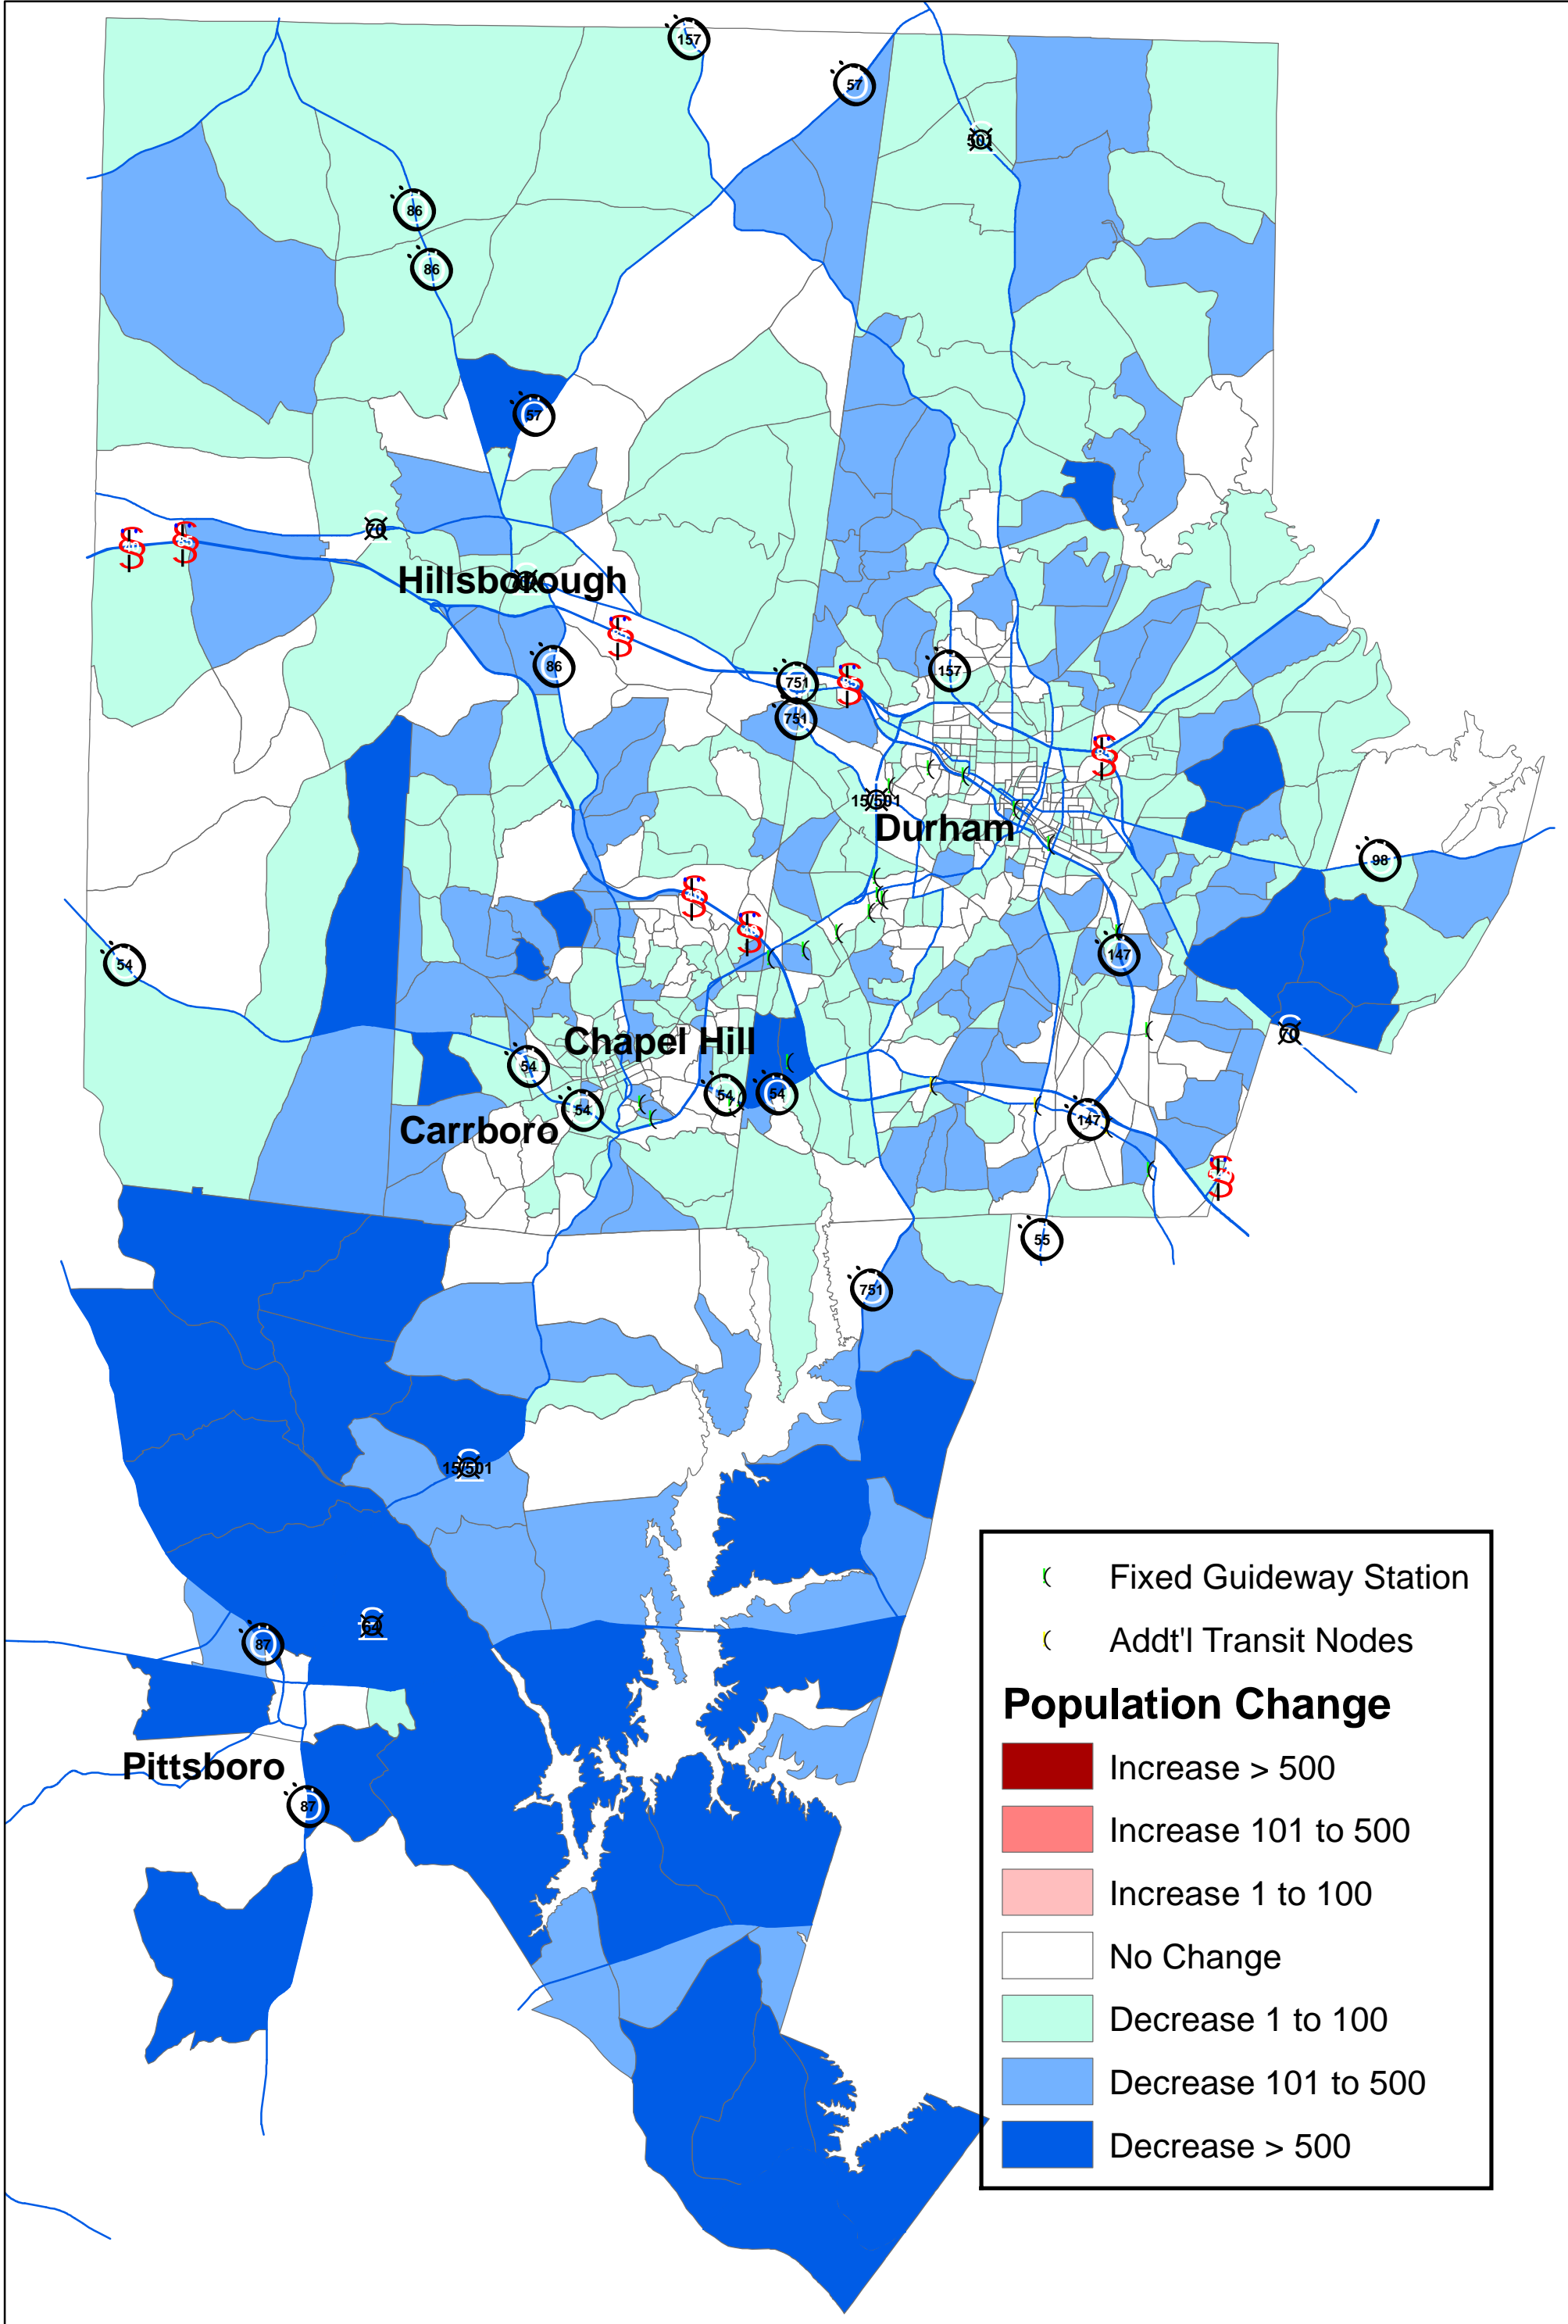 157
57
501
86
86
57
70
Hillsborough
86
157
751
85
751
15/501
Durham
98
54
147
70
Chapel Hill
54
54
54
54
Carrboro
147
55
751
15/501
64
87
Pittsboro
87
Fixed Guideway Station
Addt'l Transit Nodes
Population Change
Increase > 500
Increase 101 to 500
Increase 1 to 100
No Change
Decrease 1 to 100
Decrease 101 to 500
Decrease > 500